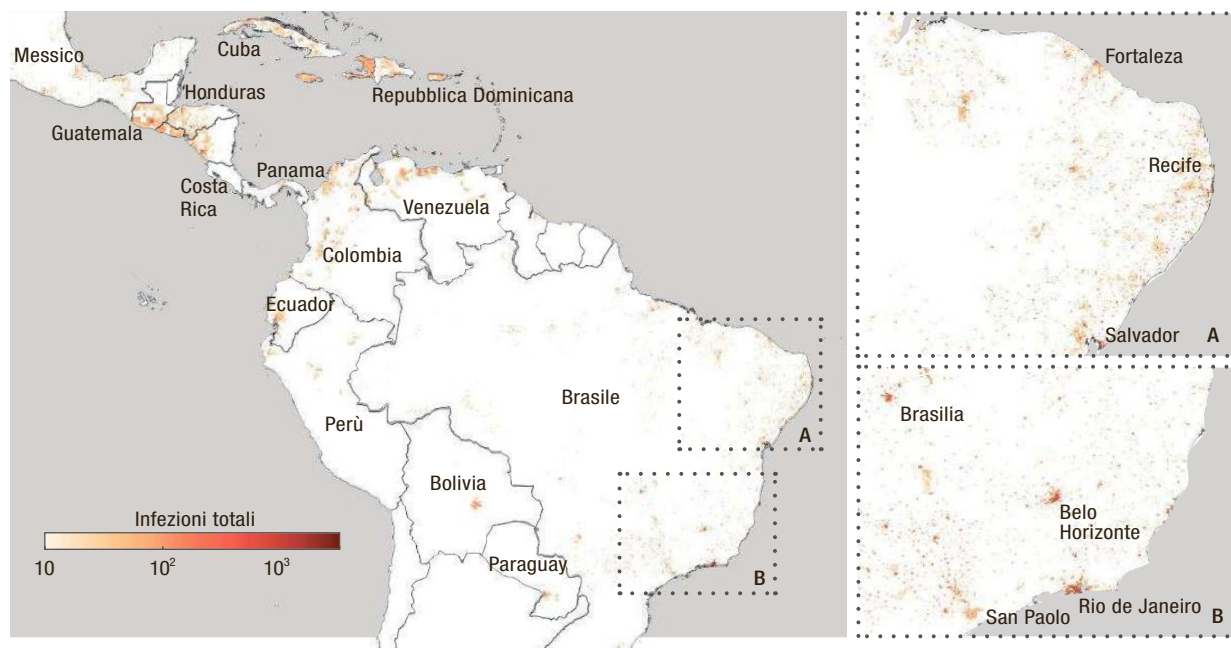 Messico
Cuba
Honduras
Repubblica Dominicana
Guatemala
Panama
Costa
Rica
Venezuela
Colombia
Ecuador
Brasile
Perù
A
Bolivia
Infezioni totali
10
10²
10³
Paraguay
B
Fortaleza
Recife
Salvador
A
Brasilia
Belo
Horizonte
Rio de Janeiro
San Paolo
B